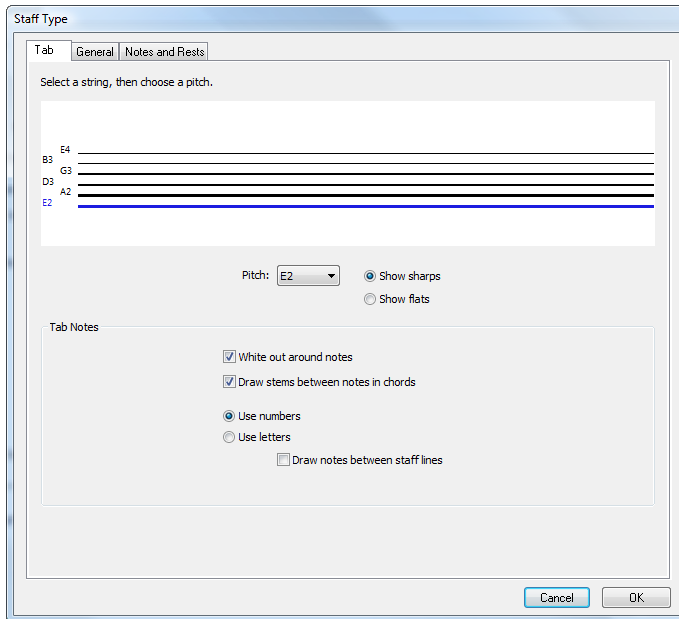 Staff Type
Tab General Notes and Rests
Select a string, then choose a pitch.
E4
B3
G3
D3
A2
E2
Pitch: E2 Show sharps
Show flats
Tab Notes
White out around notes
Draw stems between notes in chords
Use numbers
Use letters
Draw notes between staff lines
Cancel OK